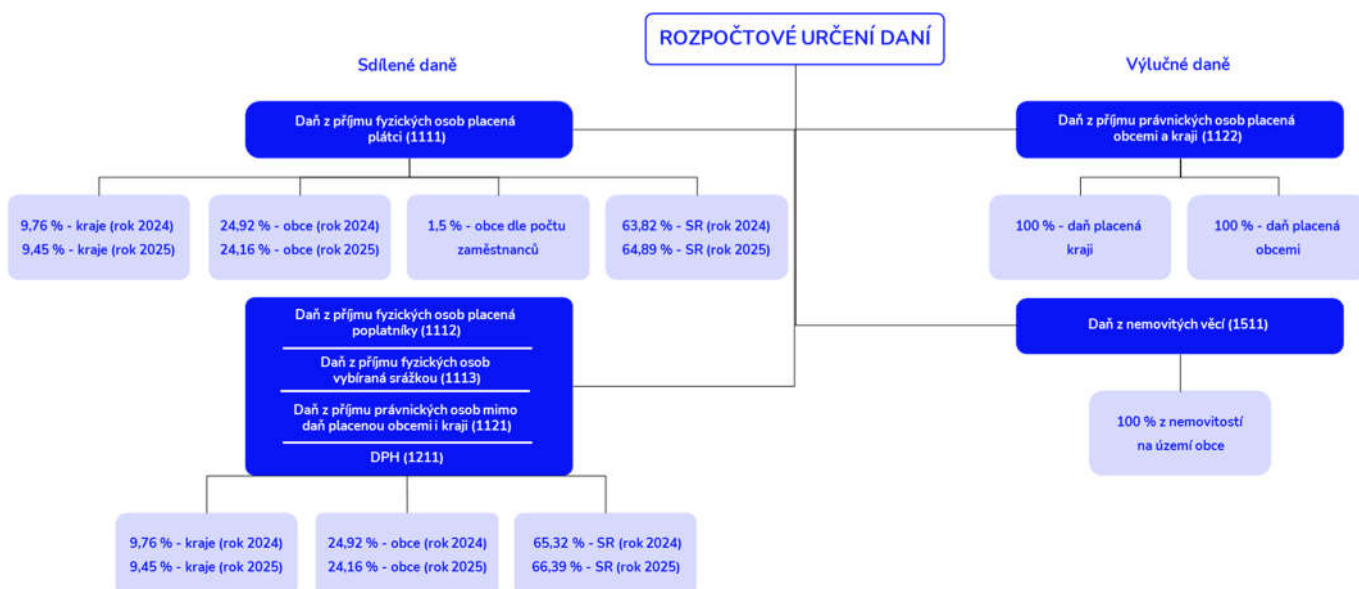 ROZPOČTOVÉ URČENÍ DANÍ
Sdílené daně
Výlučné daně
Daň z příjmu fyzických osob placená
plátci (1111)
Daň z příjmu právnických osob placená
obcemi a kraji (1122)
9,76 % - kraje (rok 2024)
9,45 % - kraje (rok 2025)
24,92 % - obce (rok 2024)
24,16 % - obce (rok 2025)
1,5 % - obce dle počtu
zaměstnanců
63,82 % - SR (rok 2024)
64,89 % - SR (rok 2025)
100 % - daň placená
kraji
100 % - daň placená
obcemi
Daň z příjmu fyzických osob placená
poplatníky (1112)
Daň z příjmu fyzických osob
vybíraná srážkou (1113)
Daň z příjmu právnických osob mimo
daň placenou obcemi i kraji (1121)
DPH (1211)
Daň z nemovitých věcí (1511)
100 % z nemovitostí
na území obce
9,76 % - kraje (rok 2024)
9,45 % - kraje (rok 2025)
24,92 % - obce (rok 2024)
24,16 % - obce (rok 2025)
65,32 % - SR (rok 2024)
66,39 % - SR (rok 2025)